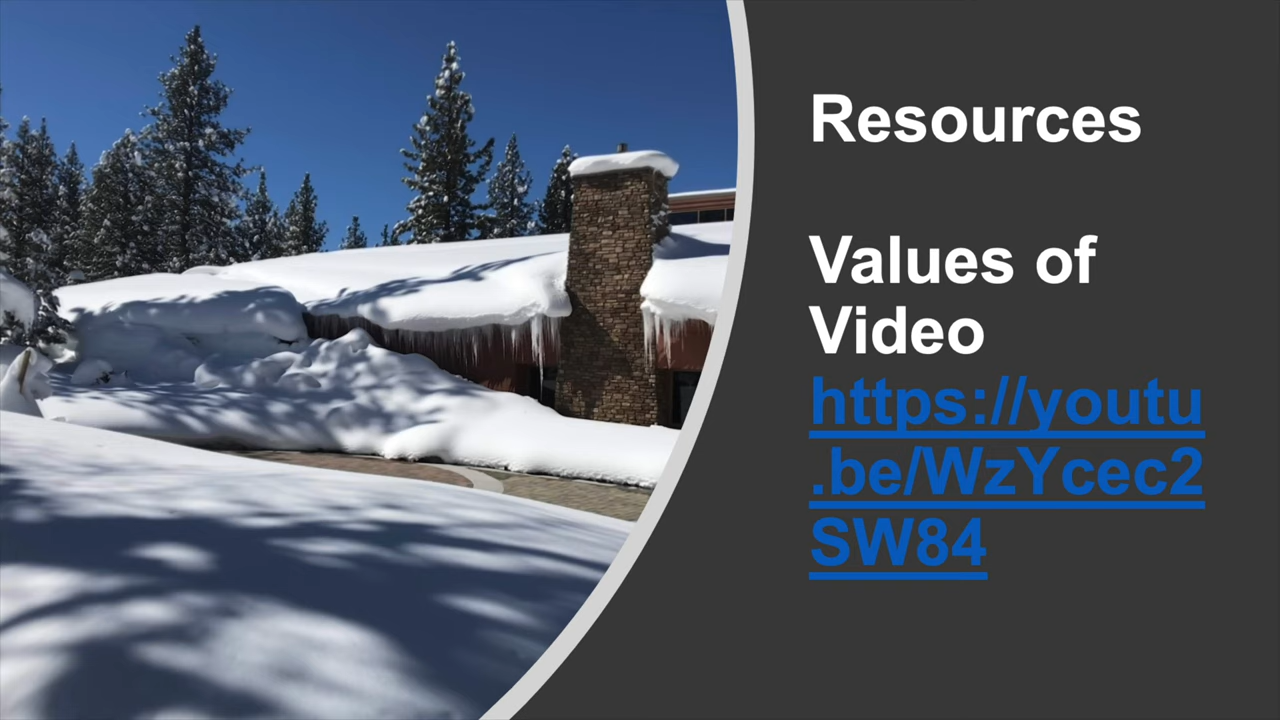 Resources
Values of
Video
https://youtu
.be/WzYcec2
SW84